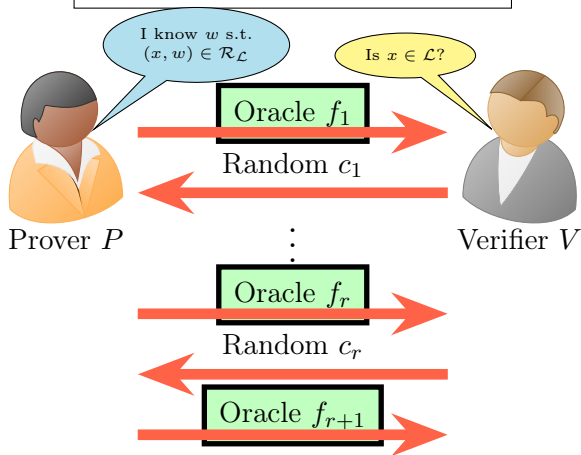 I know w s.t.
(x, w) ∈ R_L
Is x ∈ L?
Oracle f_1
Random c_1
Prover P
Verifier V
⋮
Oracle f_r
Random c_r
Oracle f_{r+1}